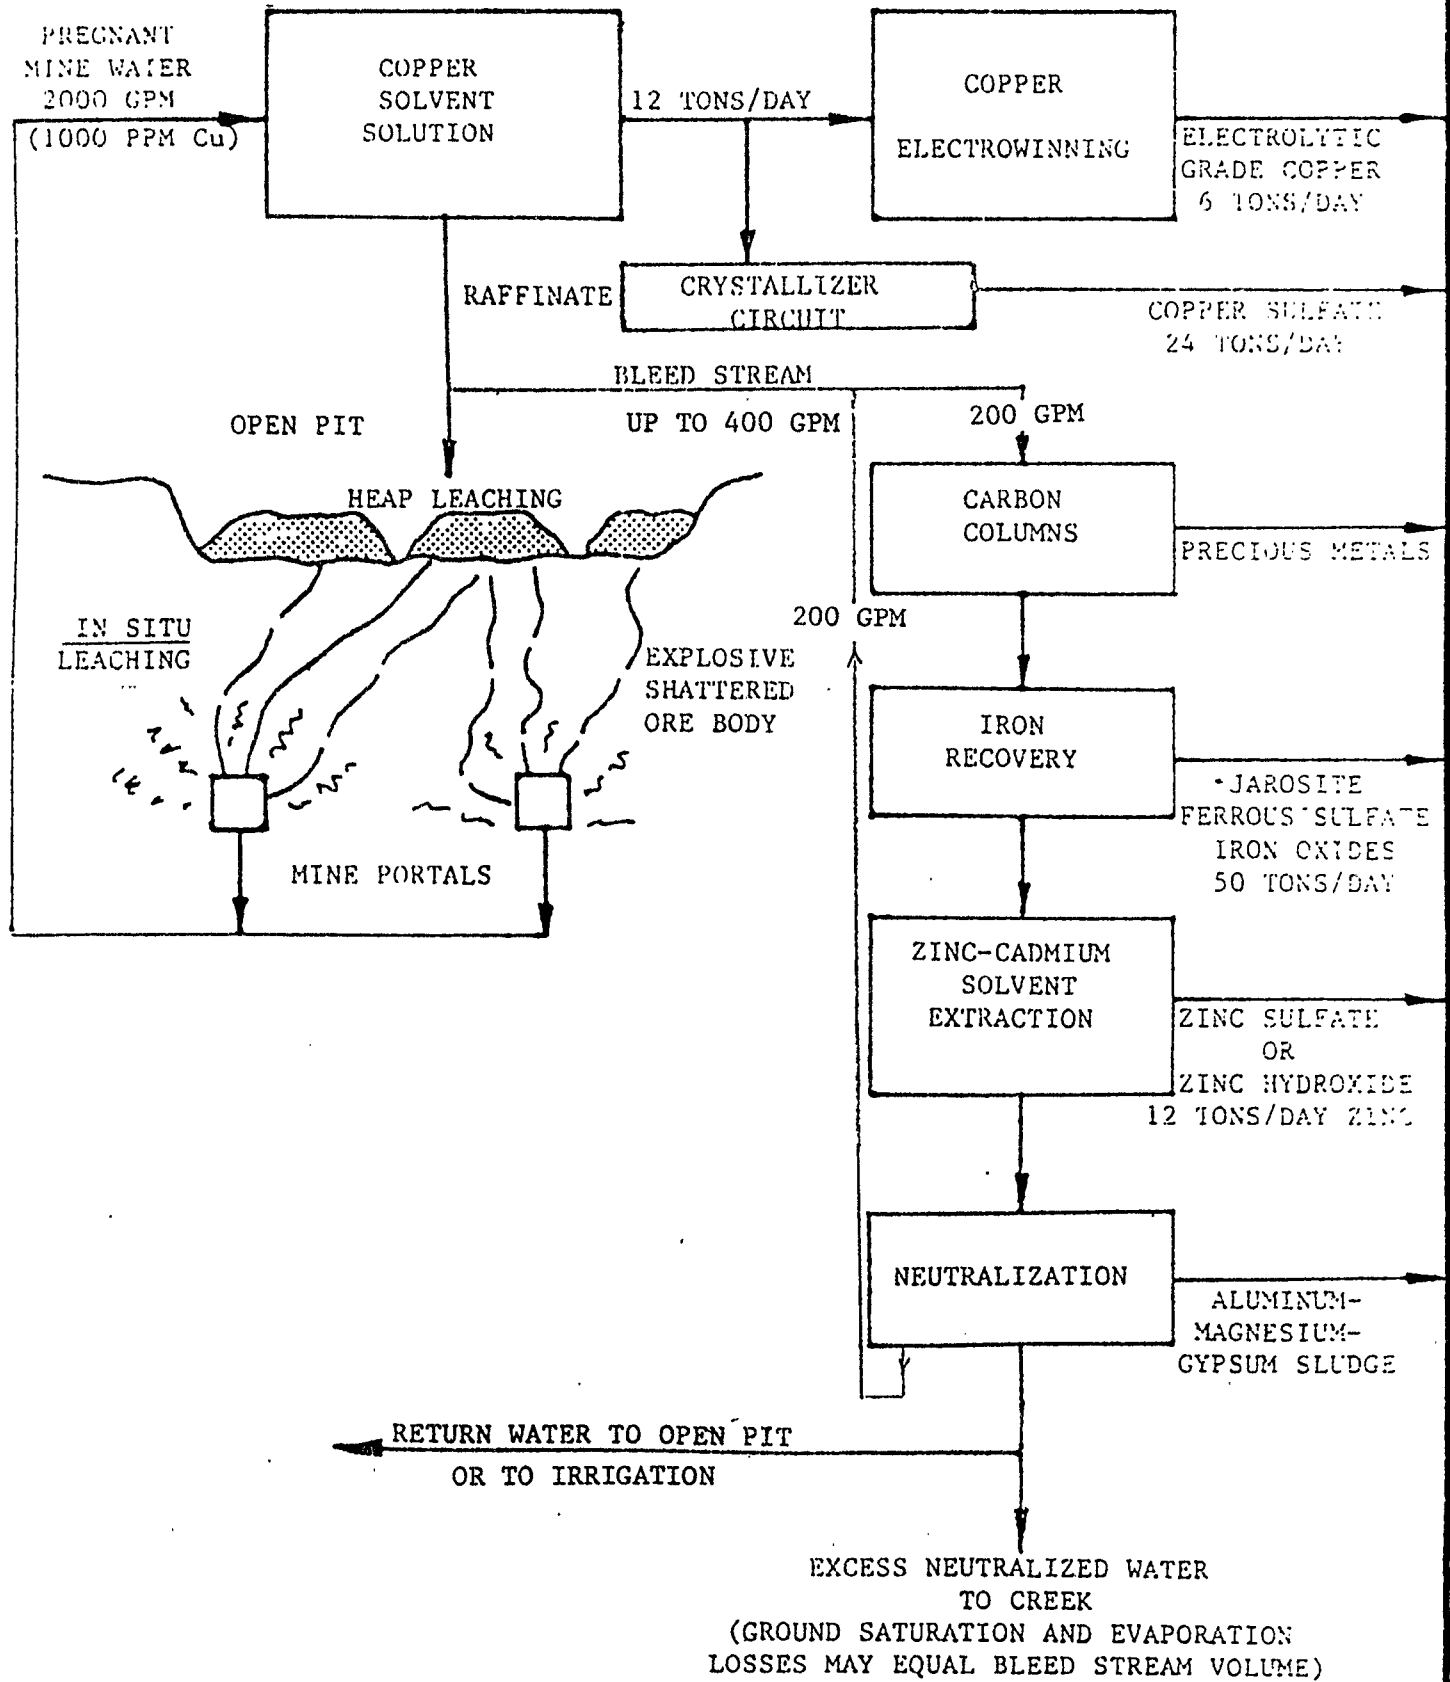 PREGNANT
MINE WATER
2000 GPM
(1000 PPM Cu)
COPPER
SOLVENT
SOLUTION
12 TONS/DAY
COPPER
ELECTROWINNING
ELECTROLYTIC
GRADE COPPER
6 TONS/DAY
RAFFINATE
CRYSTALLIZER
CIRCUIT
COPPER SULFATE
24 TONS/DAY
BLEED STREAM
UP TO 400 GPM
200 GPM
OPEN PIT
HEAP LEACHING
CARBON
COLUMNS
PRECIOUS METALS
200 GPM
IN SITU
LEACHING
EXPLOSIVE
SHATTERED
ORE BODY
IRON
RECOVERY
JAROSITE
FERROUS SULFATE
IRON OXIDES
50 TONS/DAY
MINE PORTALS
ZINC-CADMIUM
SOLVENT
EXTRACTION
ZINC SULFATE
OR
ZINC HYDROXIDE
12 TONS/DAY ZINC
NEUTRALIZATION
ALUMINUM-
MAGNESIUM-
GYPSUM SLUDGE
RETURN WATER TO OPEN PIT
OR TO IRRIGATION
EXCESS NEUTRALIZED WATER
TO CREEK
(GROUND SATURATION AND EVAPORATION
LOSSES MAY EQUAL BLEED STREAM VOLUME)